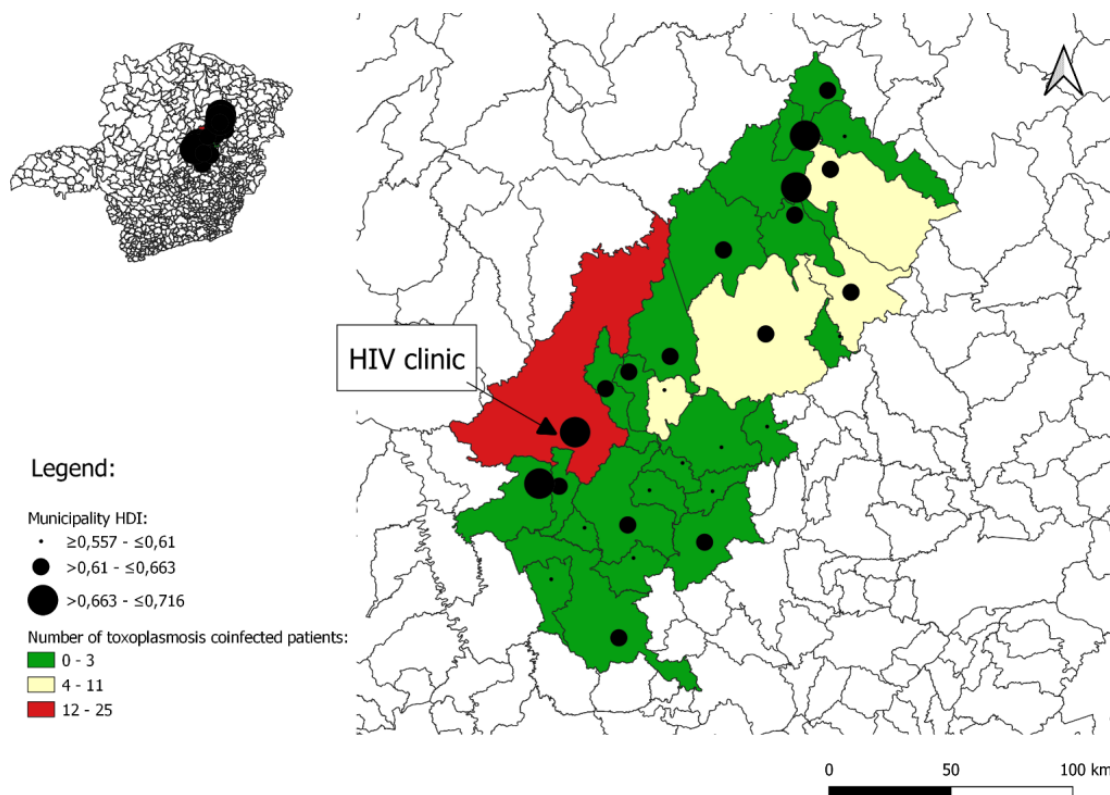 HIV clinic
Legend:
Municipality HDI:
≥0,557 - ≤0,61
>0,61 - ≤0,663
>0,663 - ≤0,716
Number of toxoplasmosis coinfected patients:
0 - 3
4 - 11
12 - 25
0 50 100 km